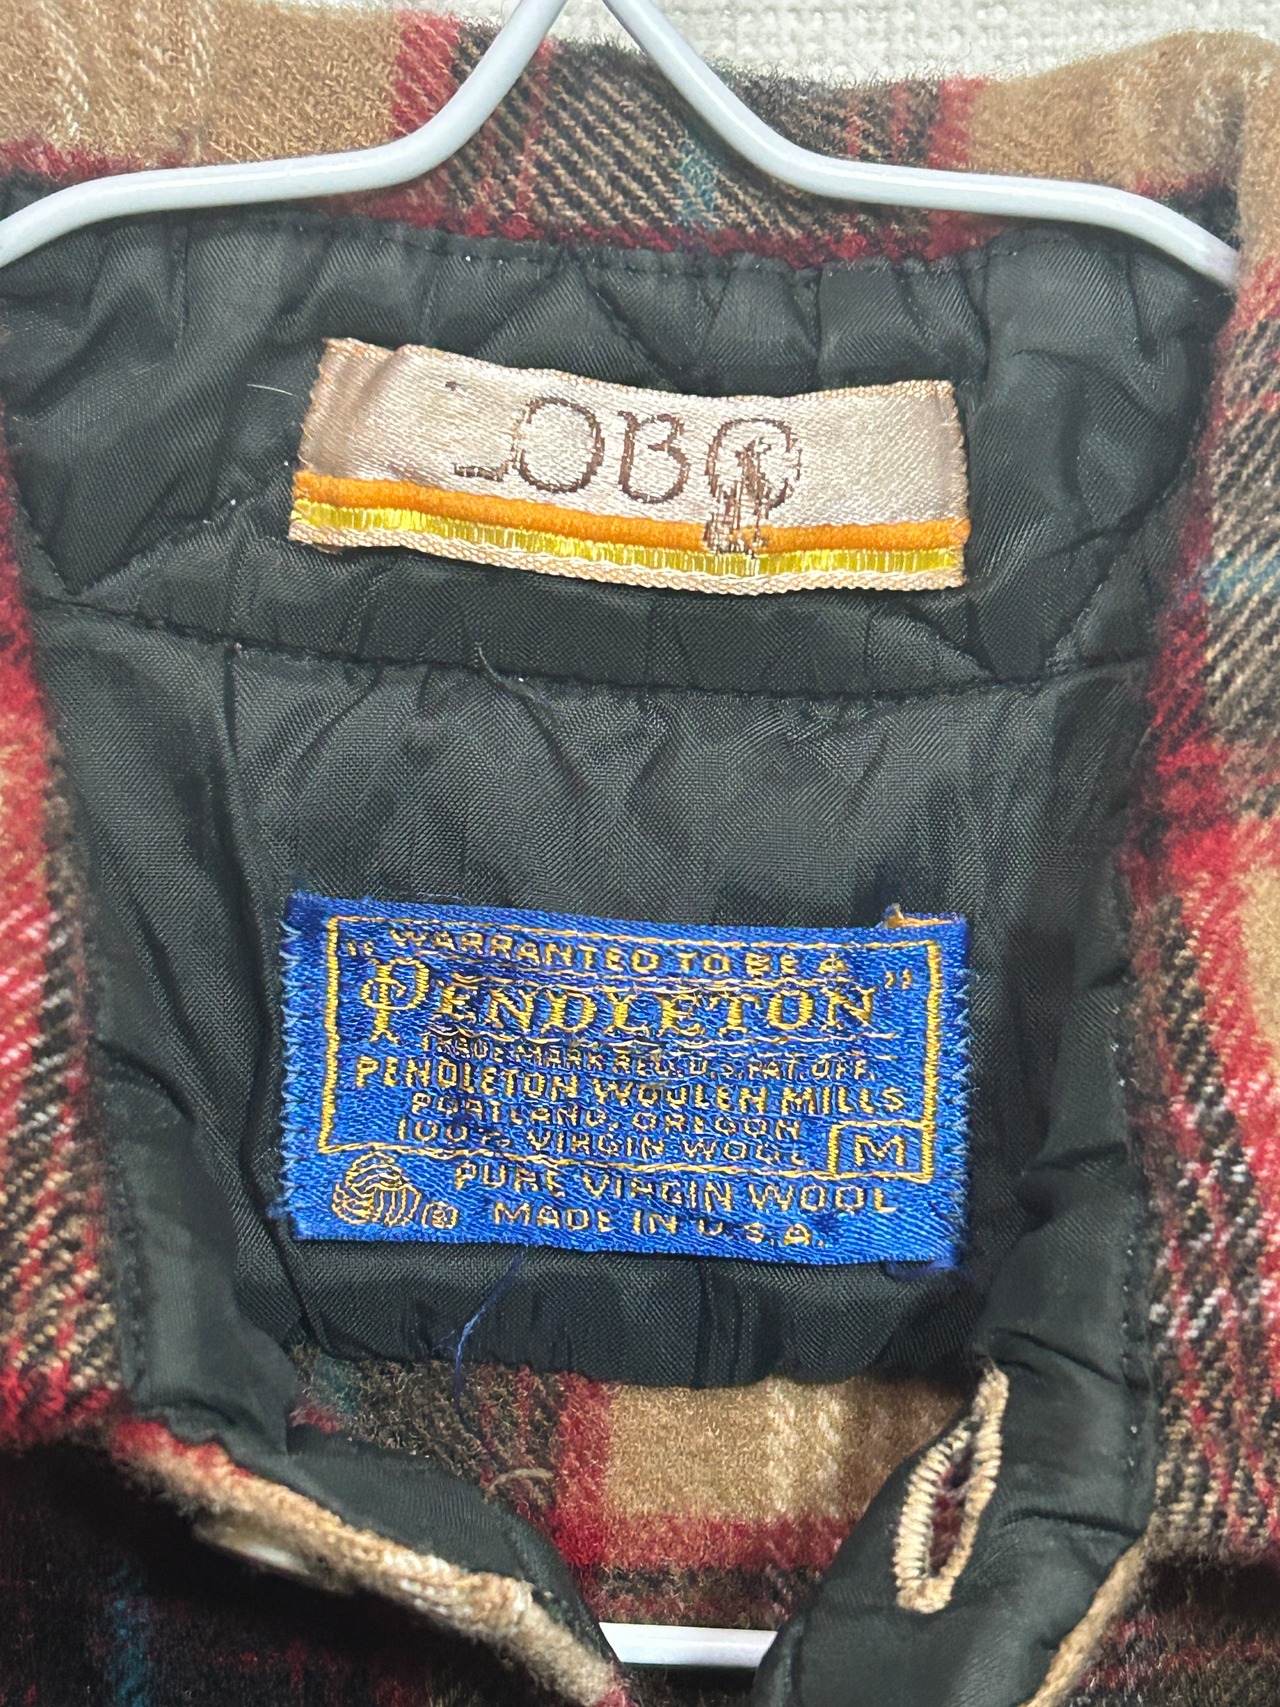 LOBO
WARRANTED TO BE A
"PENDLETON"
TRADE MARK REG. U.S. PAT. OFF.
PENDLETON WOOLEN MILLS
PORTLAND, OREGON
100% VIRGIN WOOL M
PURE VIRGIN WOOL
® MADE IN U.S.A.